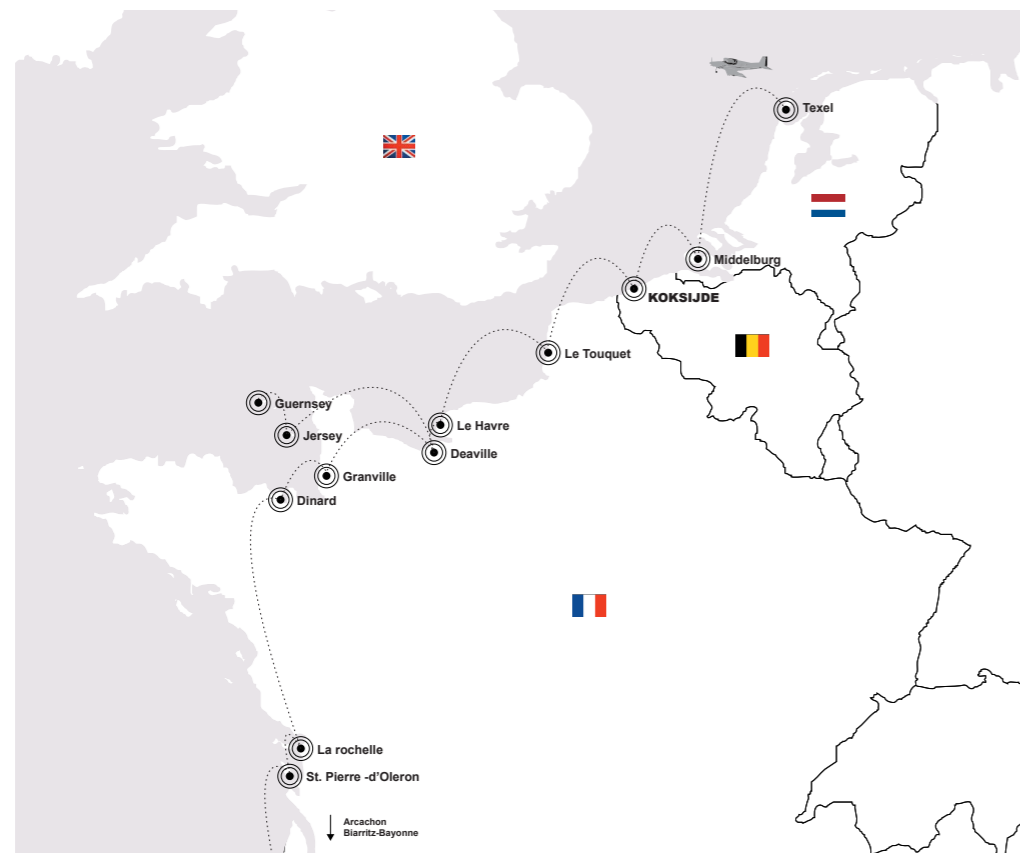 Texel
Middelburg
KOKSIJDE
Le Touquet
Guernsey
Jersey
Le Havre
Deaville
Granville
Dinard
La rochelle
St. Pierre -d’Oleron
Arcachon
Biarritz-Bayonne